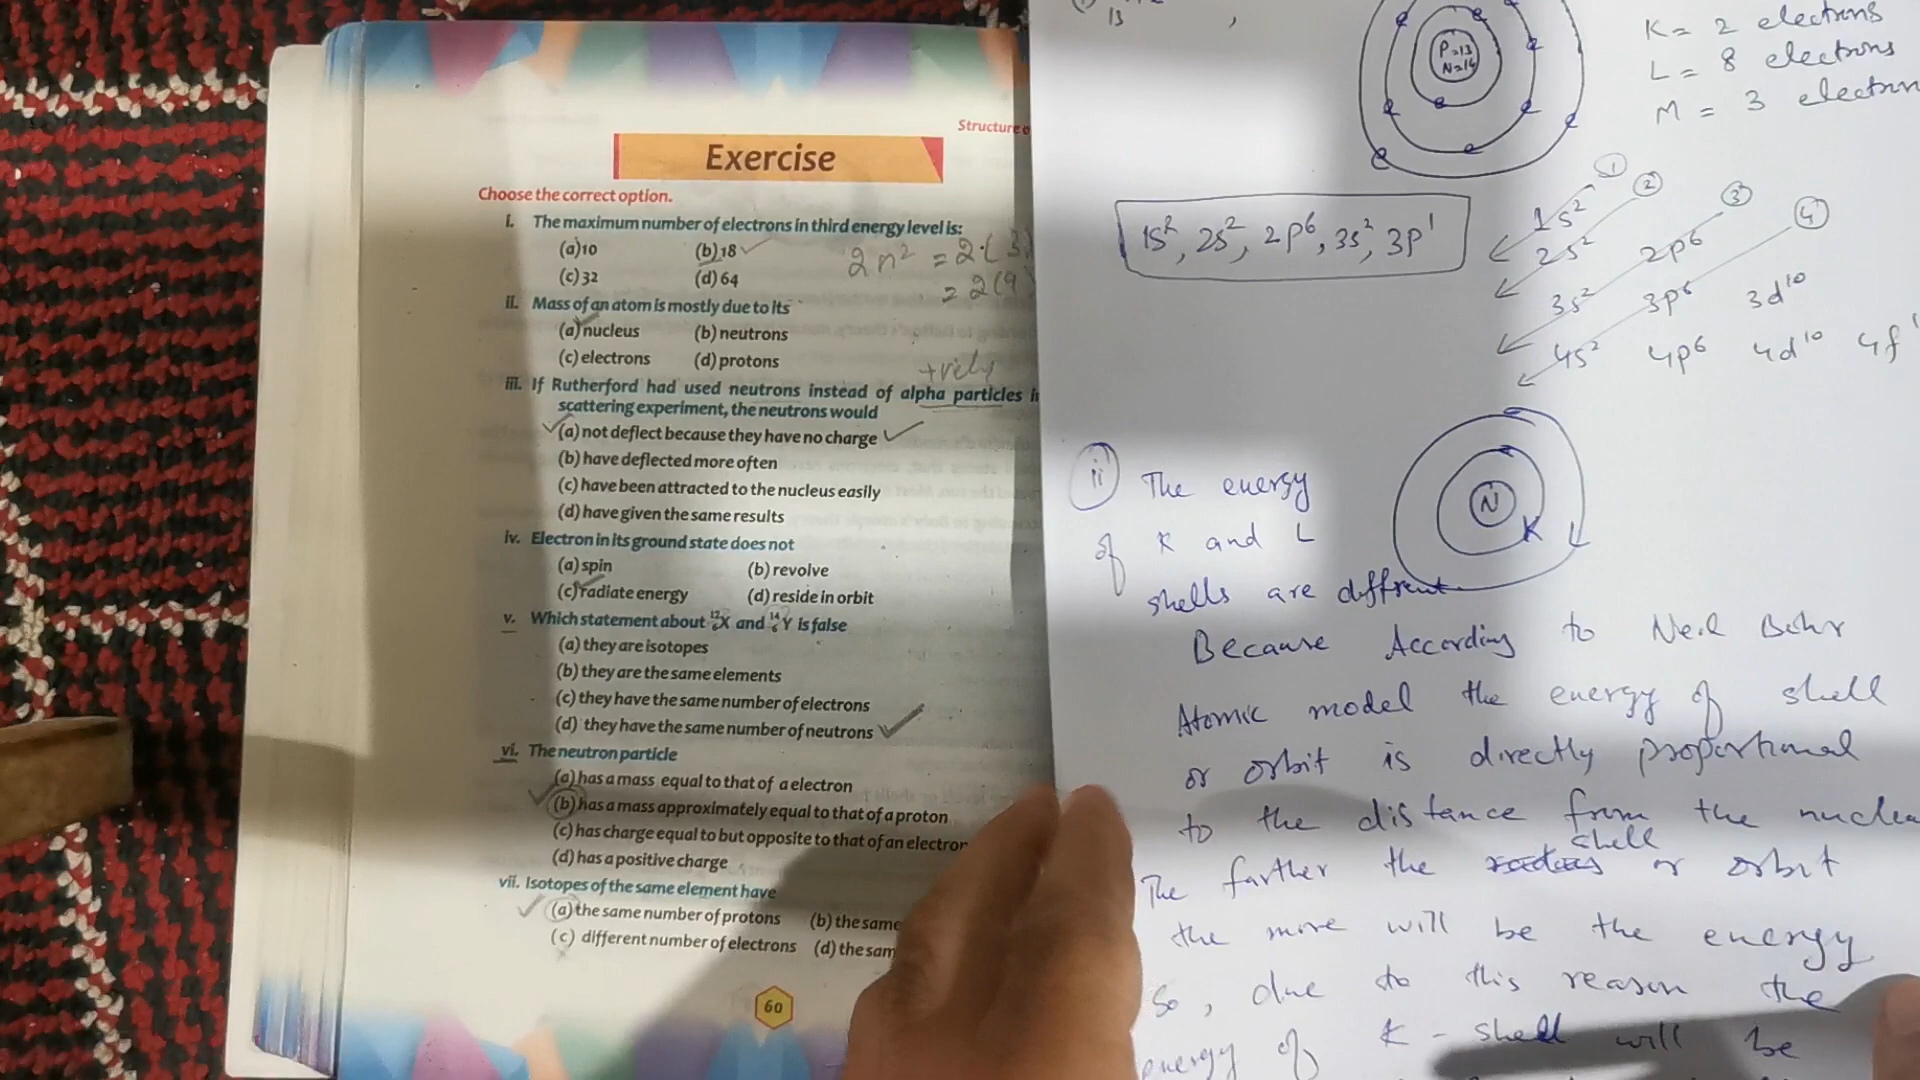 Structure
Exercise
Choose the correct option.
i. The maximum number of electrons in third energy level is:
(a) 10 (b) 18
(c) 32 (d) 64
2n² = 2·(3
= 2(9
ii. Mass of an atom is mostly due to its
(a) nucleus (b) neutrons
(c) electrons (d) protons
+vely
iii. If Rutherford had used neutrons instead of alpha particles
scattering experiment, the neutrons would
(a) not deflect because they have no charge
(b) have deflected more often
(c) have been attracted to the nucleus easily
(d) have given the same results
iv. Electron in its ground state does not
(a) spin (b) revolve
(c) radiate energy (d) reside in orbit
v. Which statement about ¹²₆X and ¹⁴₆Y is false
(a) they are isotopes
(b) they are the same elements
(c) they have the same number of electrons
(d) they have the same number of neutrons
vi. The neutron particle
(a) has a mass equal to that of a electron
(b) has a mass approximately equal to that of a proton
(c) has charge equal to but opposite to that of an electron
(d) has a positive charge
vii. Isotopes of the same element have
(a) the same number of protons (b) the same
(c) different number of electrons (d) the sam
60
13 ,
P=13
N=14
K = 2 electrons
L = 8 electrons
M = 3 electron
1s², 2s², 2p⁶, 3s², 3p¹
1 2 3 4
1s²
2s² 2p⁶
3s² 3p⁶ 3d¹⁰
4s² 4p⁶ 4d¹⁰ 4f¹
N
K
L
ii The energy
of K and L
shells are diffrent
Because According to Neil Bohr
Atomic model the energy of shell
or orbit is directly proportional
to the distance from the nuclea
The farther the shell or orbit
the more will be the energy
So, due to this reason the
energy of K - shell will be